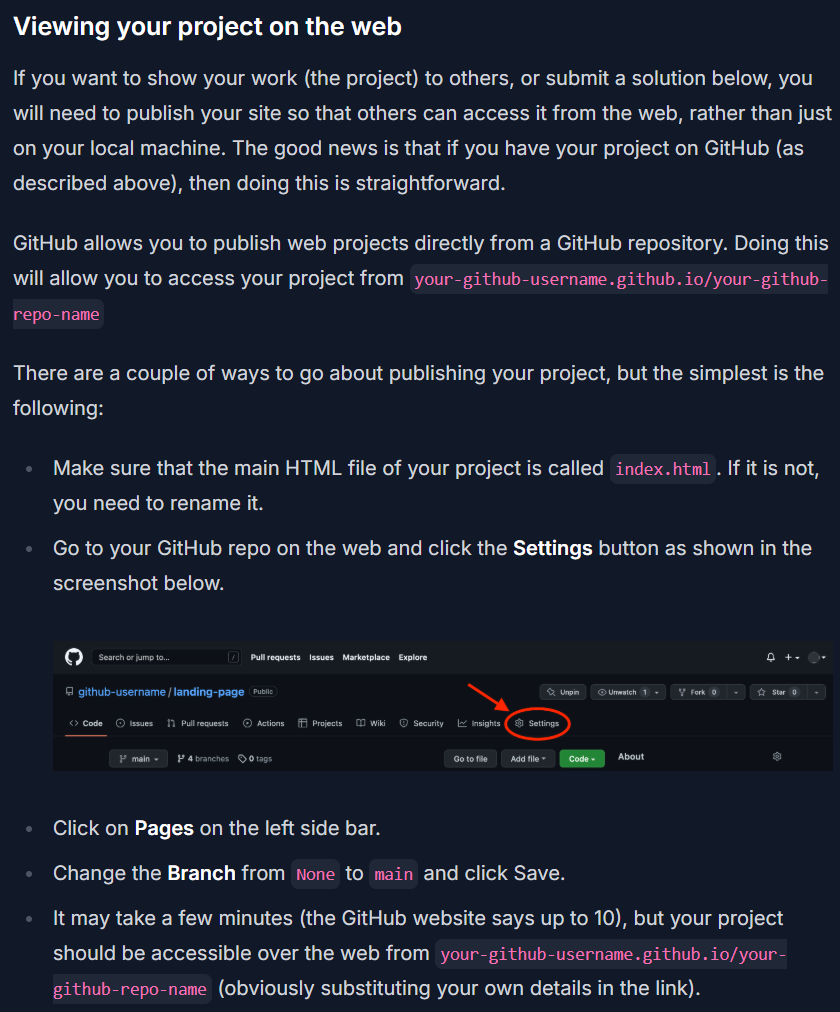 Viewing your project on the web
If you want to show your work (the project) to others, or submit a solution below, you
will need to publish your site so that others can access it from the web, rather than just
on your local machine. The good news is that if you have your project on GitHub (as
described above), then doing this is straightforward.
GitHub allows you to publish web projects directly from a GitHub repository. Doing this
will allow you to access your project from your-github-username.github.io/your-github-
repo-name
There are a couple of ways to go about publishing your project, but the simplest is the
following:
Make sure that the main HTML file of your project is called index.html. If it is not,
you need to rename it.
Go to your GitHub repo on the web and click the Settings button as shown in the
screenshot below.
Search or jump to... / Pull requests Issues Marketplace Explore
github-username / landing-page Public Unpin Unwatch 1 Fork 0 Star 0
Code Issues Pull requests Actions Projects Wiki Security Insights Settings
main 4 branches 0 tags Go to file Add file Code About
Click on Pages on the left side bar.
Change the Branch from None to main and click Save.
It may take a few minutes (the GitHub website says up to 10), but your project
should be accessible over the web from your-github-username.github.io/your-
github-repo-name (obviously substituting your own details in the link).